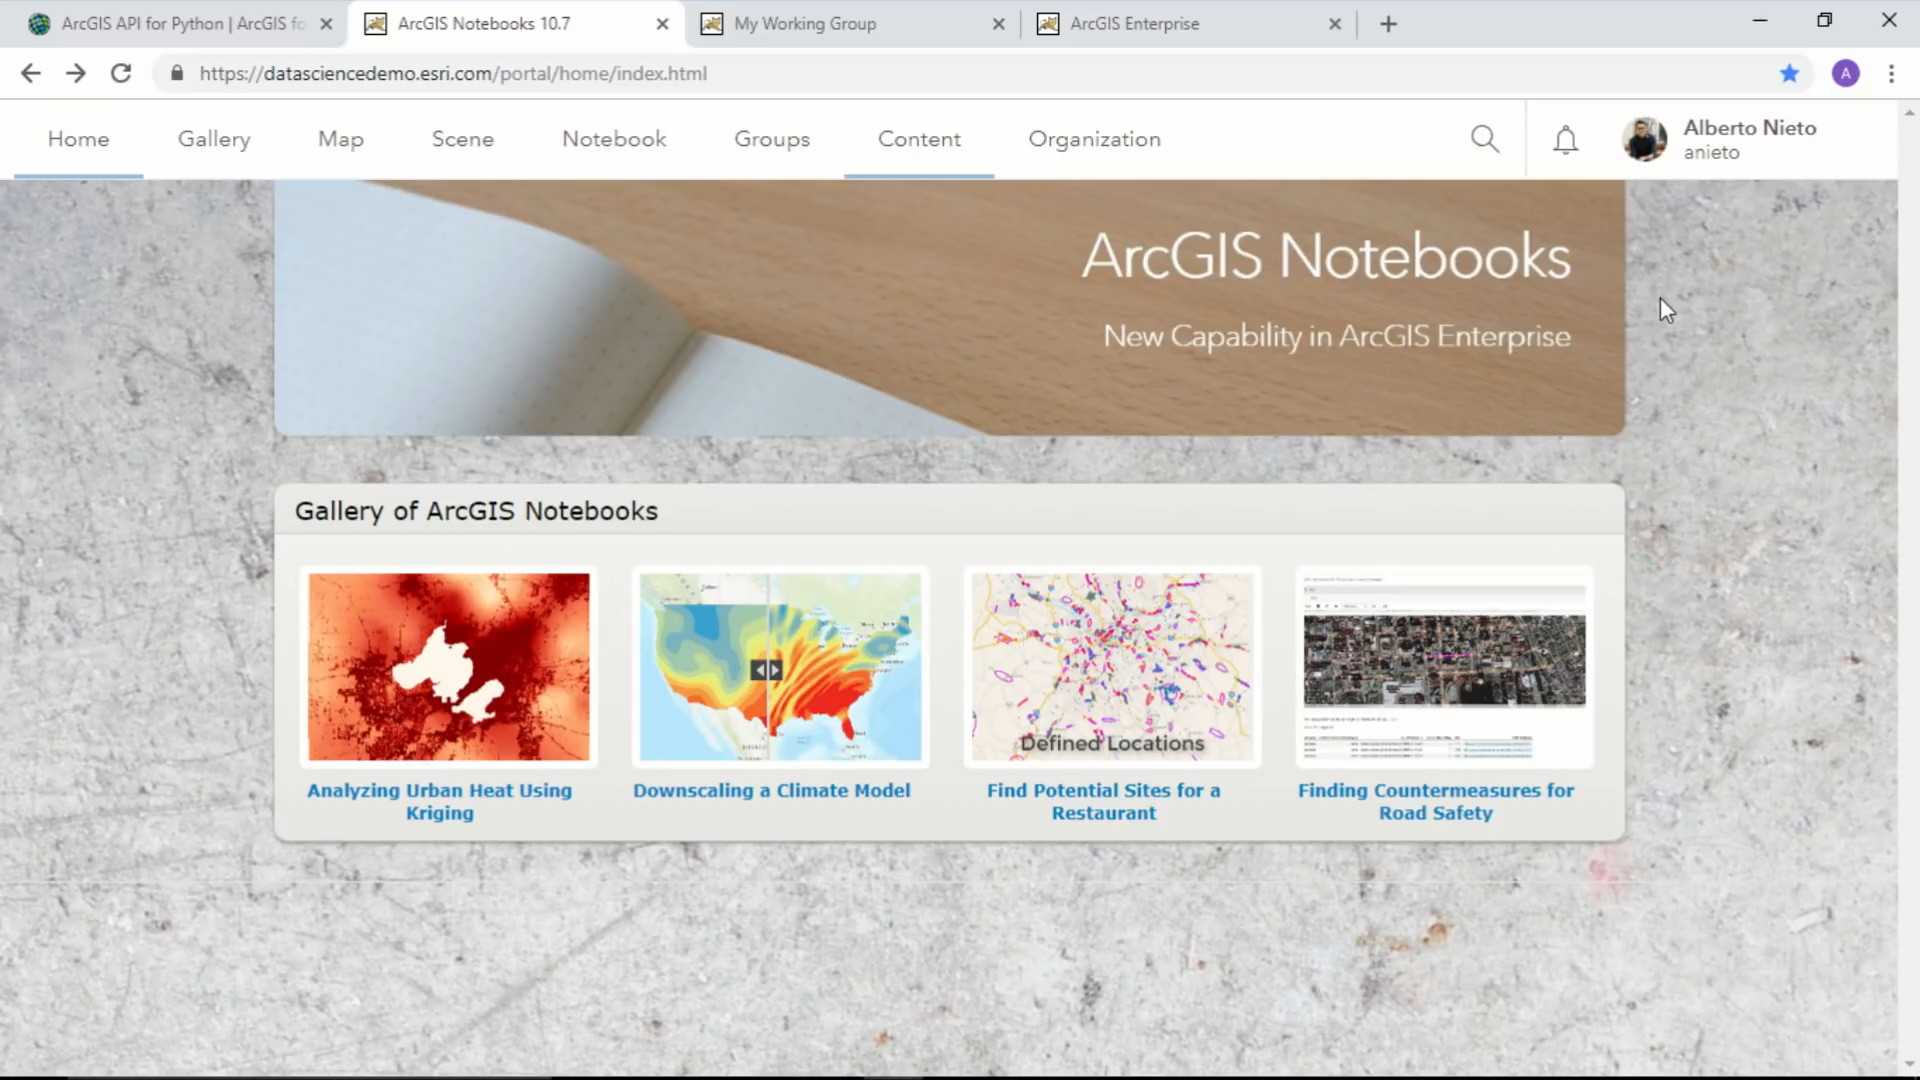 ArcGIS API for Python | ArcGIS fo
ArcGIS Notebooks 10.7
My Working Group
ArcGIS Enterprise
https://datasciencedemo.esri.com/portal/home/index.html
A
Home
Gallery
Map
Scene
Notebook
Groups
Content
Organization
Alberto Nieto
anieto
ArcGIS Notebooks
New Capability in ArcGIS Enterprise
Gallery of ArcGIS Notebooks
Defined Locations
Analyzing Urban Heat Using
Kriging
Downscaling a Climate Model
Find Potential Sites for a
Restaurant
Finding Countermeasures for
Road Safety